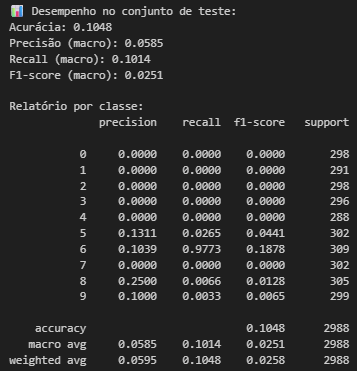 📊 Desempenho no conjunto de teste:
Acurácia: 0.1048
Precisão (macro): 0.0585
Recall (macro): 0.1014
F1-score (macro): 0.0251
Relatório por classe:
precision recall f1-score support
0 0.0000 0.0000 0.0000 298
1 0.0000 0.0000 0.0000 291
2 0.0000 0.0000 0.0000 298
3 0.0000 0.0000 0.0000 296
4 0.0000 0.0000 0.0000 288
5 0.1311 0.0265 0.0441 302
6 0.1039 0.9773 0.1878 309
7 0.0000 0.0000 0.0000 302
8 0.2500 0.0066 0.0128 305
9 0.1000 0.0033 0.0065 299
accuracy 0.1048 2988
macro avg 0.0585 0.1014 0.0251 2988
weighted avg 0.0595 0.1048 0.0258 2988